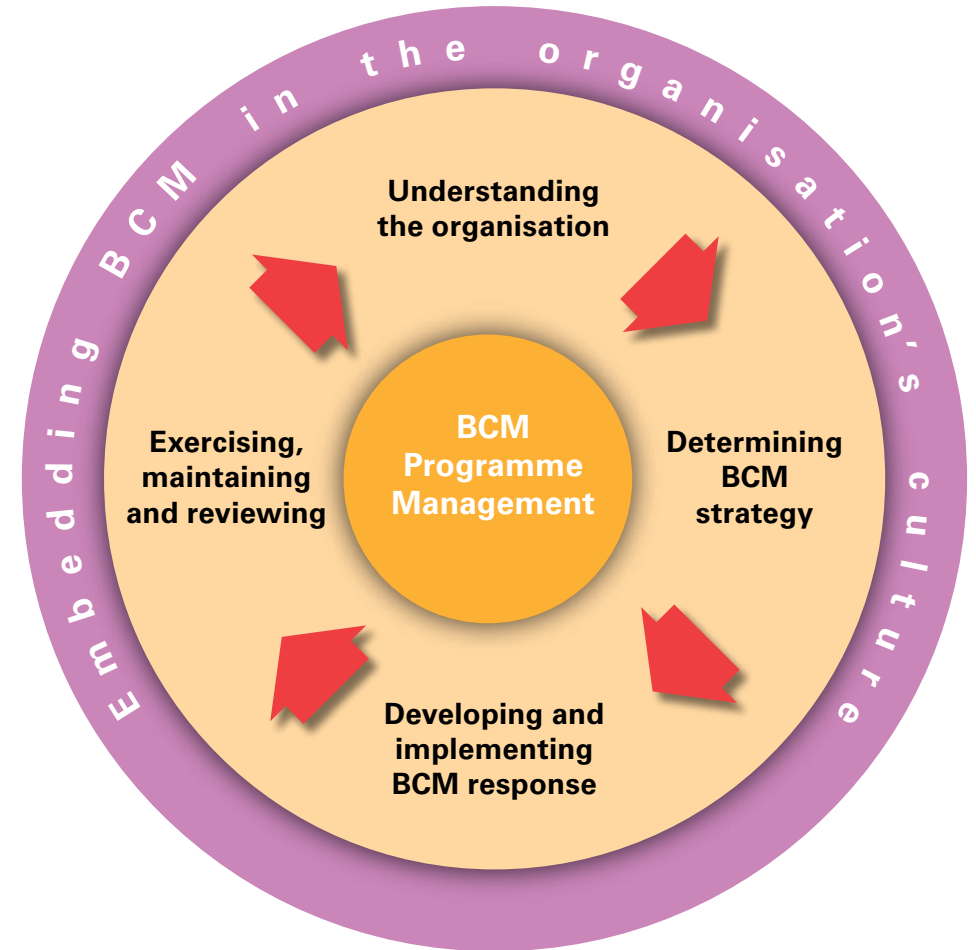 Embedding BCM in the organisation's culture
Understanding
the organisation
Exercising,
maintaining
and reviewing
BCM
Programme
Management
Determining
BCM
strategy
Developing and
implementing
BCM response